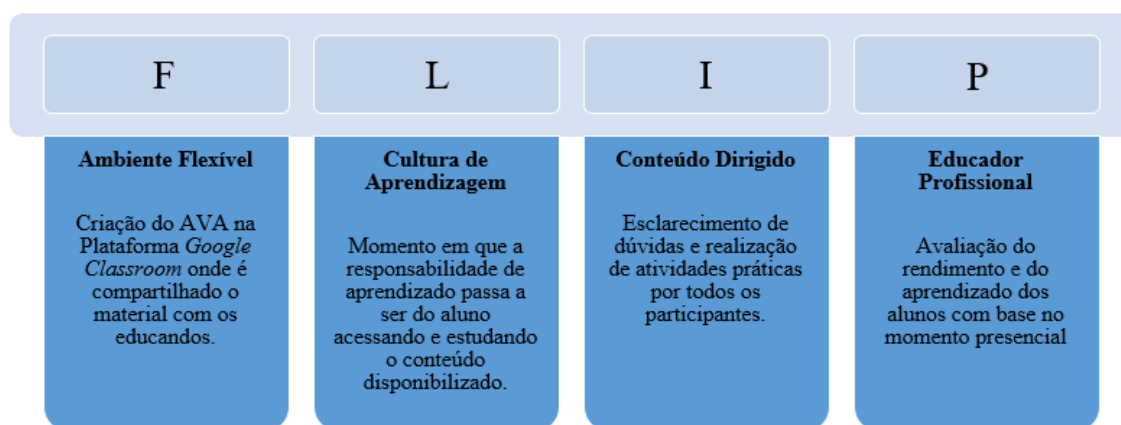 F
Ambiente Flexível
Criação do AVA na
Plataforma Google
Classroom onde é
compartilhado o
material com os
educandos.
L
Cultura de
Aprendizagem
Momento em que a
responsabilidade de
aprendizado passa a
ser do aluno
acessando e estudando
o conteúdo
disponibilizado.
I
Conteúdo Dirigido
Esclarecimento de
dúvidas e realização
de atividades práticas
por todos os
participantes.
P
Educador
Profissional
Avaliação do
rendimento e do
aprendizado dos
alunos com base no
momento presencial